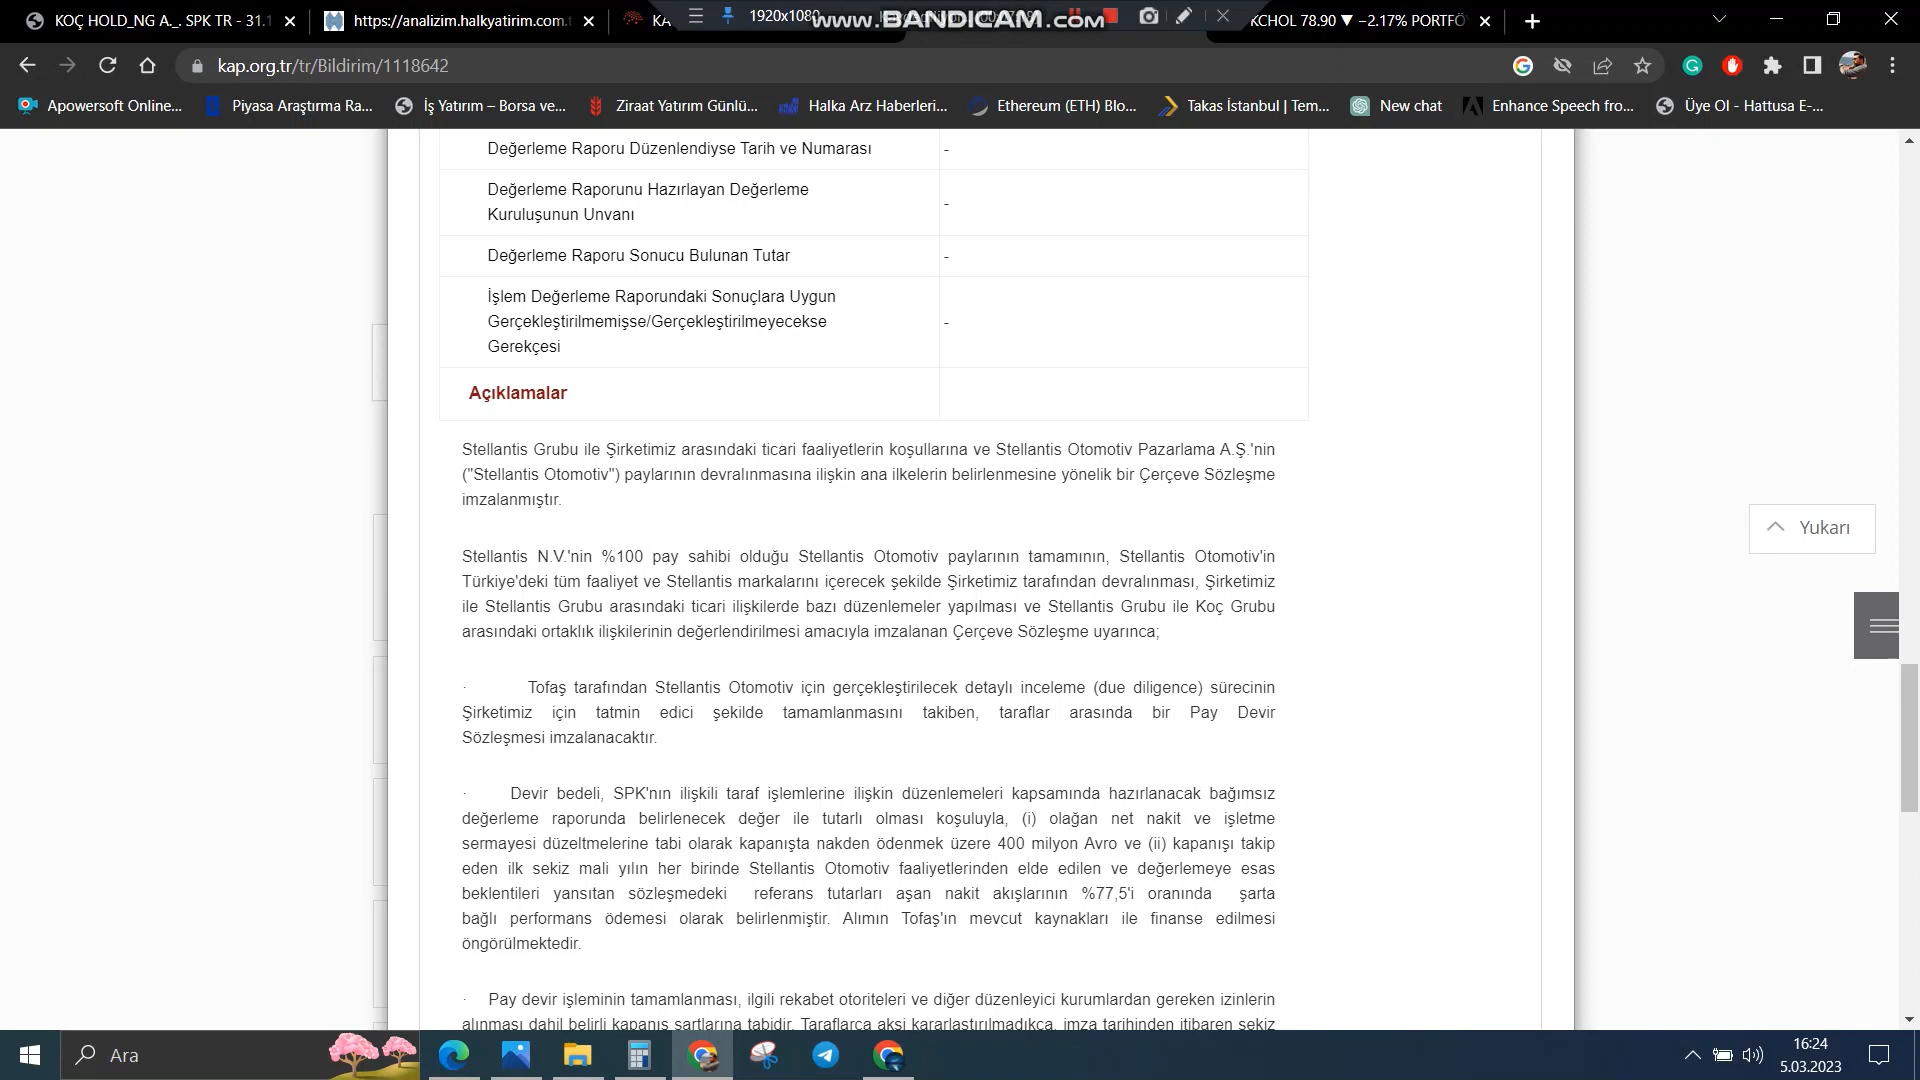 KOÇ HOLD_NG A._. SPK TR - 31.1
https://analizim.halkyatirim.com.t
KA
1920x1080
www.BANDICAM.com
KCHOL 78.90 ▼ −2.17% PORTFÖ
kap.org.tr/tr/Bildirim/1118642
Apowersoft Online...
Piyasa Araştırma Ra...
İş Yatırım – Borsa ve...
Ziraat Yatırım Günlü...
Halka Arz Haberleri...
Ethereum (ETH) Blo...
Takas İstanbul | Tem...
New chat
Enhance Speech fro...
Üye Ol - Hattusa E-...
Değerleme Raporu Düzenlendiyse Tarih ve Numarası -
Değerleme Raporunu Hazırlayan Değerleme
Kuruluşunun Unvanı -
Değerleme Raporu Sonucu Bulunan Tutar -
İşlem Değerleme Raporundaki Sonuçlara Uygun
Gerçekleştirilmemişse/Gerçekleştirilmeyecekse -
Gerekçesi
Açıklamalar
Stellantis Grubu ile Şirketimiz arasındaki ticari faaliyetlerin koşullarına ve Stellantis Otomotiv Pazarlama A.Ş.'nin
("Stellantis Otomotiv") paylarının devralınmasına ilişkin ana ilkelerin belirlenmesine yönelik bir Çerçeve Sözleşme
imzalanmıştır.
Stellantis N.V.'nin %100 pay sahibi olduğu Stellantis Otomotiv paylarının tamamının, Stellantis Otomotiv'in
Türkiye'deki tüm faaliyet ve Stellantis markalarını içerecek şekilde Şirketimiz tarafından devralınması, Şirketimiz
ile Stellantis Grubu arasındaki ticari ilişkilerde bazı düzenlemeler yapılması ve Stellantis Grubu ile Koç Grubu
arasındaki ortaklık ilişkilerinin değerlendirilmesi amacıyla imzalanan Çerçeve Sözleşme uyarınca;
· Tofaş tarafından Stellantis Otomotiv için gerçekleştirilecek detaylı inceleme (due diligence) sürecinin
Şirketimiz için tatmin edici şekilde tamamlanmasını takiben, taraflar arasında bir Pay Devir
Sözleşmesi imzalanacaktır.
· Devir bedeli, SPK'nın ilişkili taraf işlemlerine ilişkin düzenlemeleri kapsamında hazırlanacak bağımsız
değerleme raporunda belirlenecek değer ile tutarlı olması koşuluyla, (i) olağan net nakit ve işletme
sermayesi düzeltmelerine tabi olarak kapanışta nakden ödenmek üzere 400 milyon Avro ve (ii) kapanışı takip
eden ilk sekiz mali yılın her birinde Stellantis Otomotiv faaliyetlerinden elde edilen ve değerlemeye esas
beklentileri yansıtan sözleşmedeki referans tutarları aşan nakit akışlarının %77,5'i oranında şarta
bağlı performans ödemesi olarak belirlenmiştir. Alımın Tofaş'ın mevcut kaynakları ile finanse edilmesi
öngörülmektedir.
· Pay devir işleminin tamamlanması, ilgili rekabet otoriteleri ve diğer düzenleyici kurumlardan gereken izinlerin
alınması dahil belirli kapanış şartlarına tabidir. Taraflarca aksi kararlaştırılmadıkça, imza tarihinden itibaren sekiz
Yukarı
Ara
16:24
5.03.2023